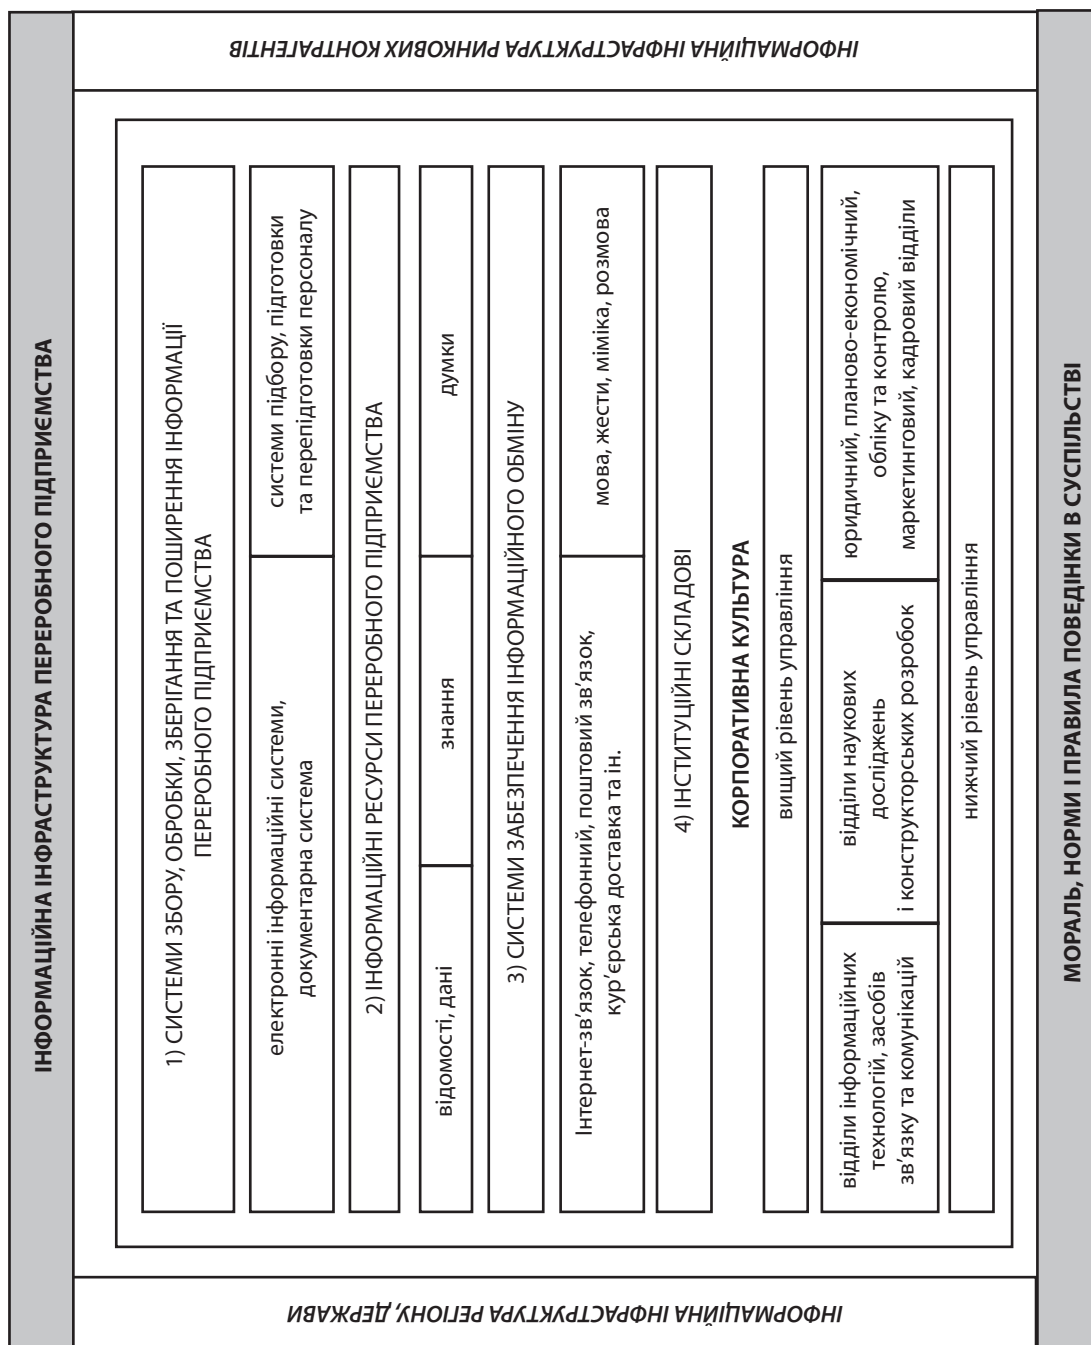 ІНФОРМАЦІЙНА ІНФРАСТРУКТУРА ПЕРЕРОБНОГО ПІДПРИЄМСТВА
ІНФОРМАЦІЙНА ІНФРАСТРУКТУРА РЕГІОНУ, ДЕРЖАВИ
1) СИСТЕМИ ЗБОРУ, ОБРОБКИ, ЗБЕРІГАННЯ ТА ПОШИРЕННЯ ІНФОРМАЦІЇ
ПЕРЕРОБНОГО ПІДПРИЄМСТВА
електронні інформаційні системи,
документарна система
системи підбору, підготовки
та перепідготовки персоналу
2) ІНФОРМАЦІЙНІ РЕСУРСИ ПЕРЕРОБНОГО ПІДПРИЄМСТВА
відомості, дані
знання
думки
3) СИСТЕМИ ЗАБЕЗПЕЧЕННЯ ІНФОРМАЦІЙНОГО ОБМІНУ
Інтернет-зв'язок, телефонний, поштовий зв'язок,
кур'єрська доставка та ін.
мова, жести, міміка, розмова
4) ІНСТИТУЦІЙНІ СКЛАДОВІ
КОРПОРАТИВНА КУЛЬТУРА
вищий рівень управління
відділи інформаційних
технологій, засобів
зв'язку та комунікацій
відділи наукових
досліджень
і конструкторських розробок
юридичний, планово-економічний,
обліку та контролю,
маркетинговий, кадровий відділи
нижчий рівень управління
ІНФОРМАЦІЙНА ІНФРАСТРУКТУРА РИНКОВИХ КОНТРАГЕНТІВ
МОРАЛЬ, НОРМИ І ПРАВИЛА ПОВЕДІНКИ В СУСПІЛЬСТВІ